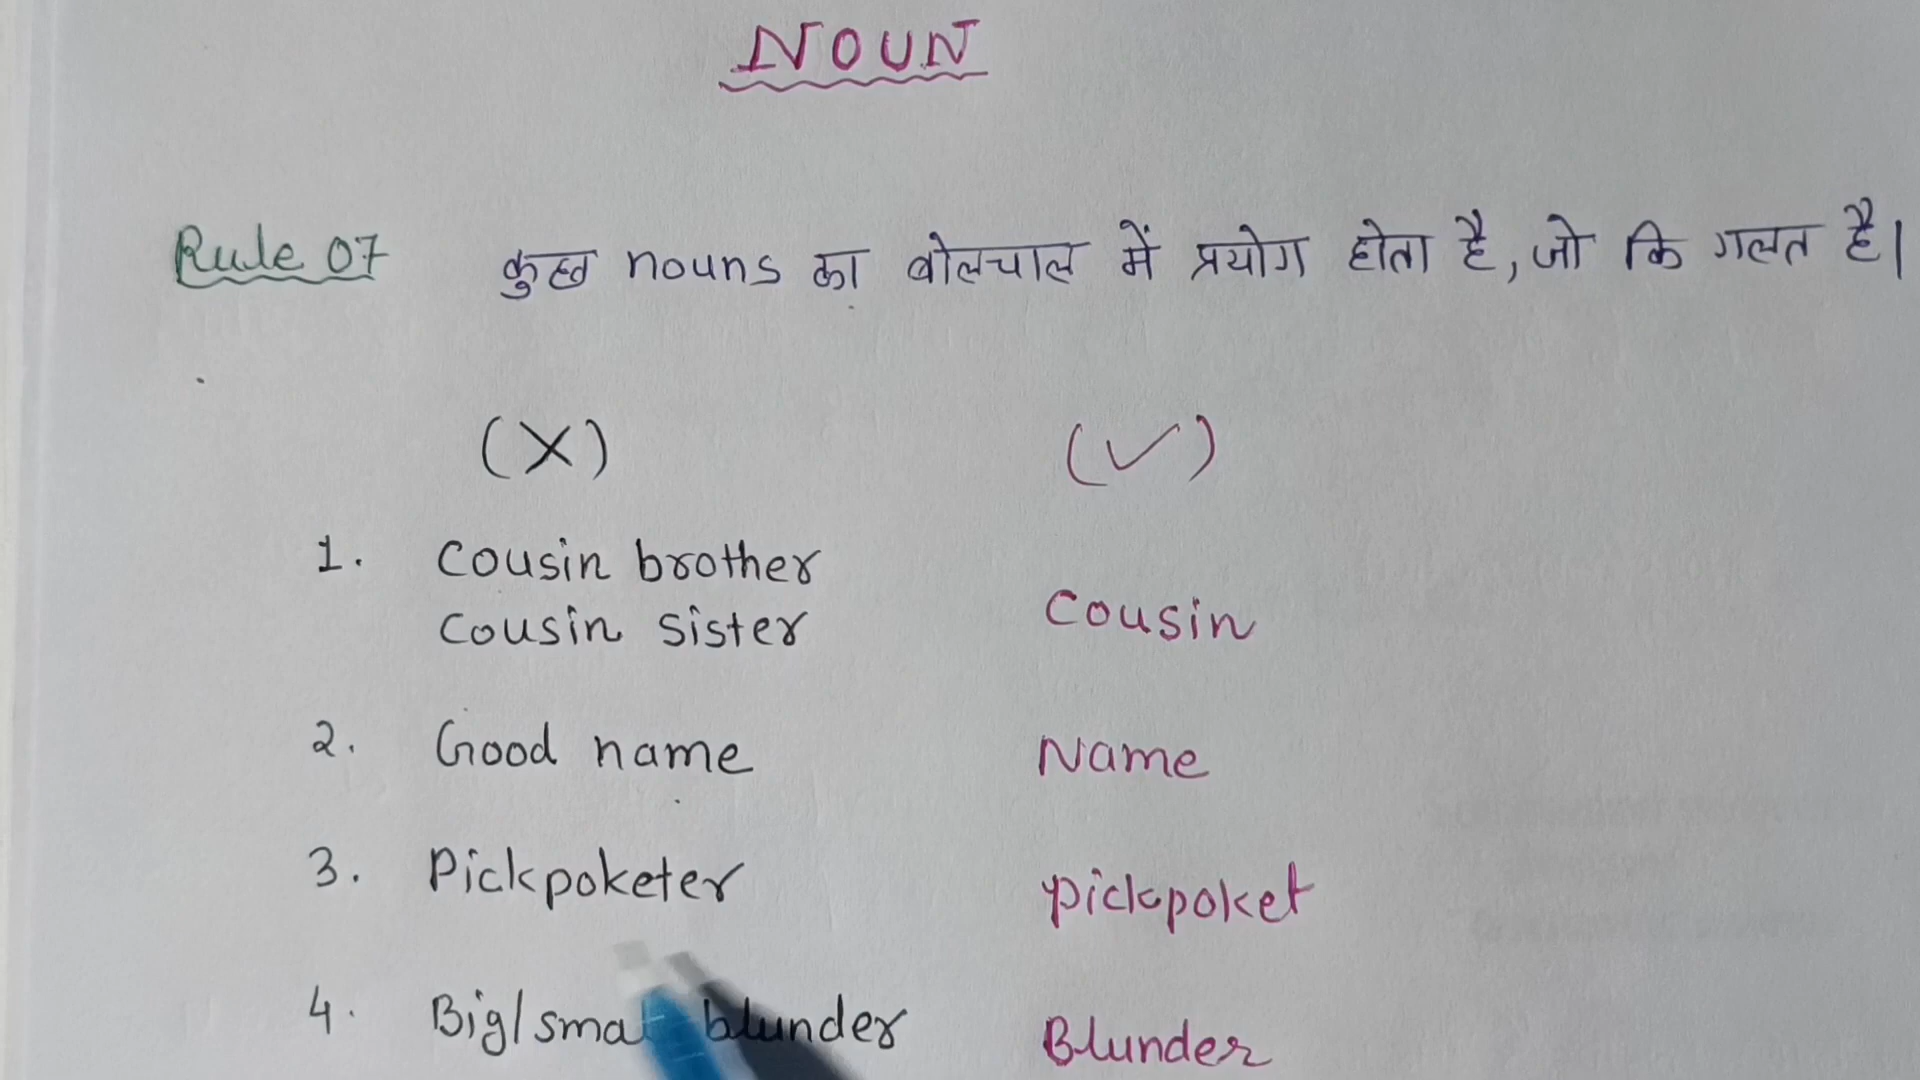 NOUN
Rule 07 कुछ nouns का बोलचाल में प्रयोग होता है, जो कि गलत है।
(X) (✓)
1. Cousin brother
Cousin sister Cousin
2. Good name Name
3. Pickpoketer pickpoket
4. Big/small blunder Blunder